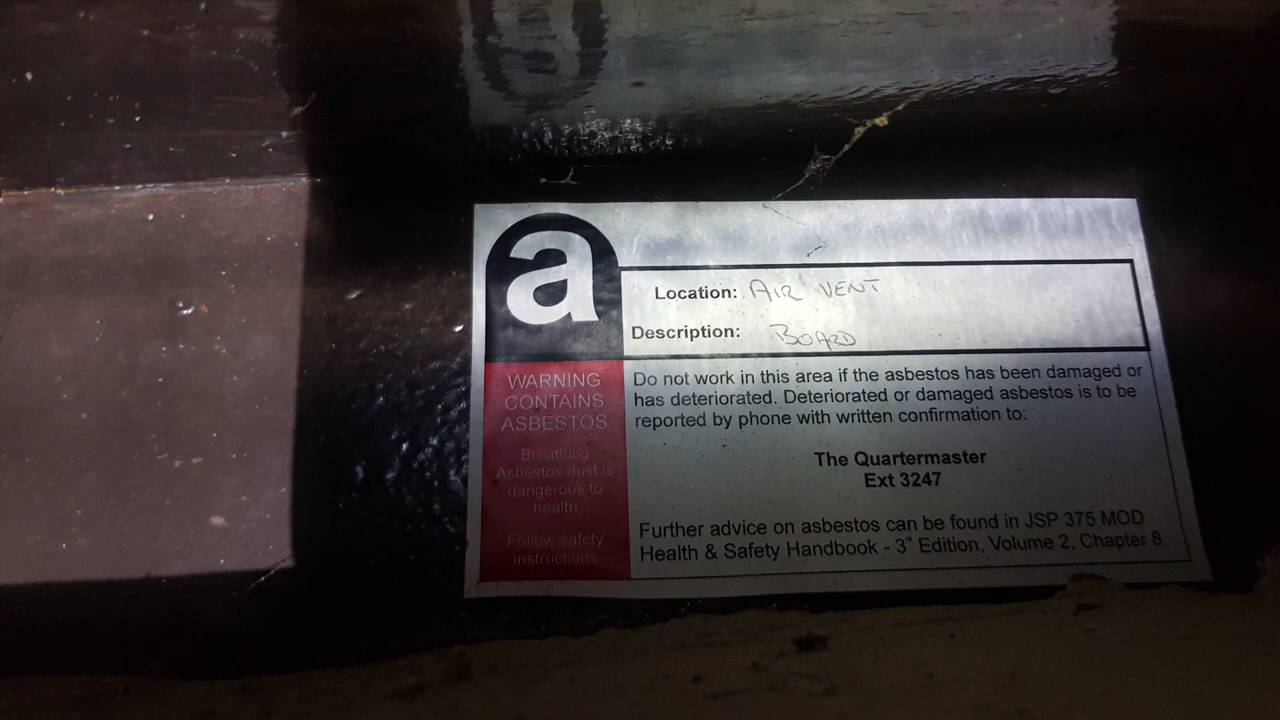 a
Location: AIR VENT
Description: BOARD
WARNING
CONTAINS
ASBESTOS
Breathing
Asbestos dust is
dangerous to
health
Follow safety
instructions
Do not work in this area if the asbestos has been damaged or
has deteriorated. Deteriorated or damaged asbestos is to be
reported by phone with written confirmation to:
The Quartermaster
Ext 3247
Further advice on asbestos can be found in JSP 375 MOD
Health & Safety Handbook - 3rd Edition, Volume 2, Chapter 8.